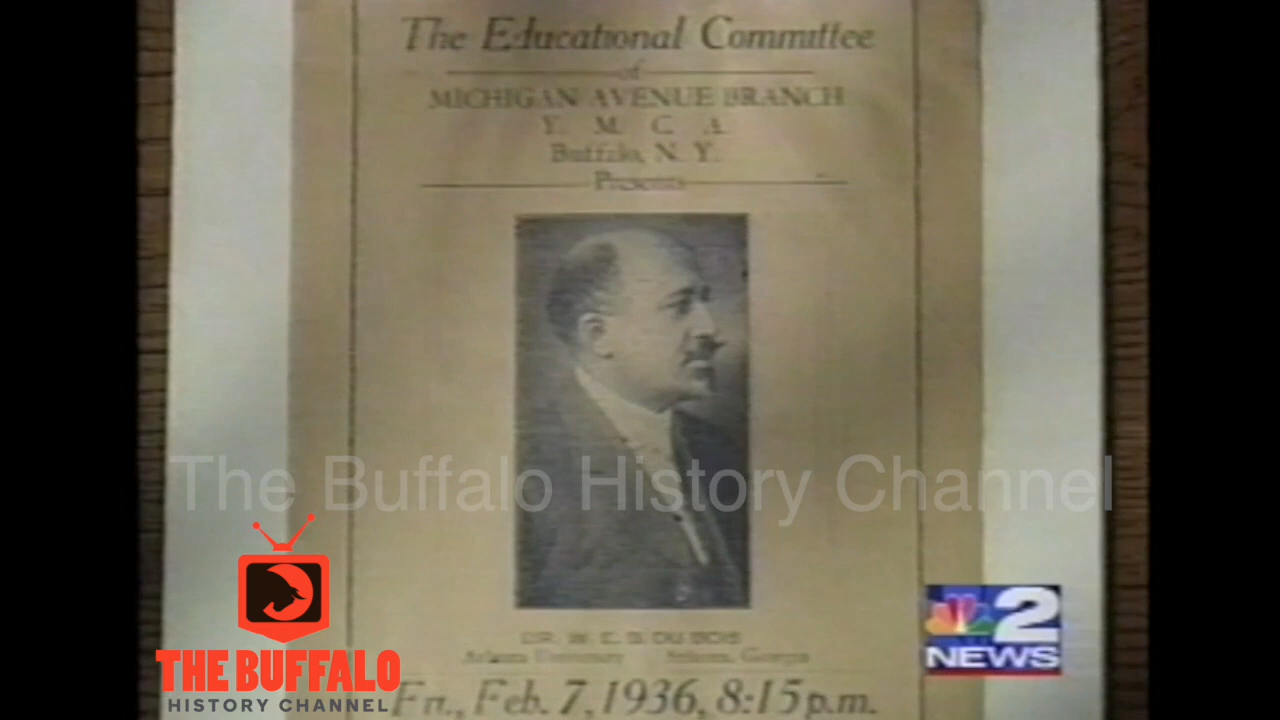 The Educational Committee
of
MICHIGAN AVENUE BRANCH
Y. M. C. A.
Buffalo, N. Y.
Presents
The Buffalo History Channel
DR. W. E. B. DU BOIS
Atlanta University Atlanta, Georgia
Fri., Feb. 7, 1936, 8:15 p.m.
THE BUFFALO
HISTORY CHANNEL
2
NEWS